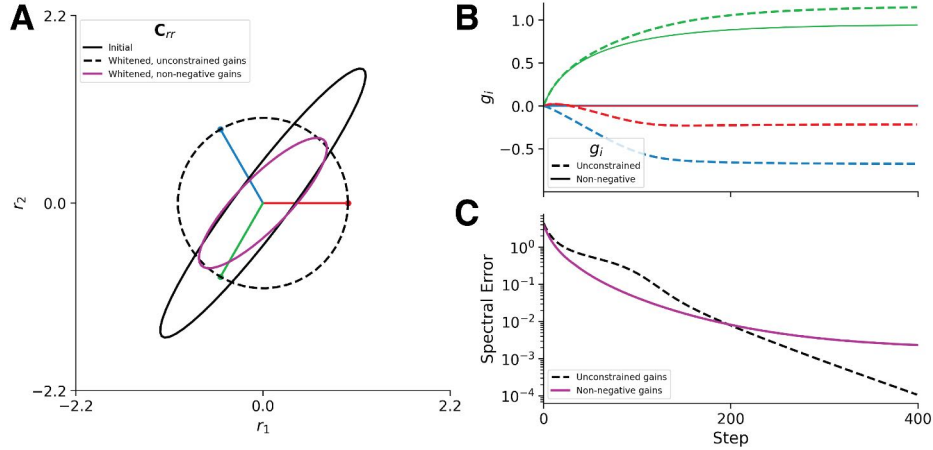 A
2.2
C_rr
Initial
Whitened, unconstrained gains
Whitened, non-negative gains
r_2
0.0
−2.2
−2.2
0.0
2.2
r_1
B
1.0
0.5
0.0
−0.5
g_i
g_i
Unconstrained
Non-negative
C
10^0
10^−1
10^−2
10^−3
10^−4
Spectral Error
Unconstrained gains
Non-negative gains
0
200
400
Step